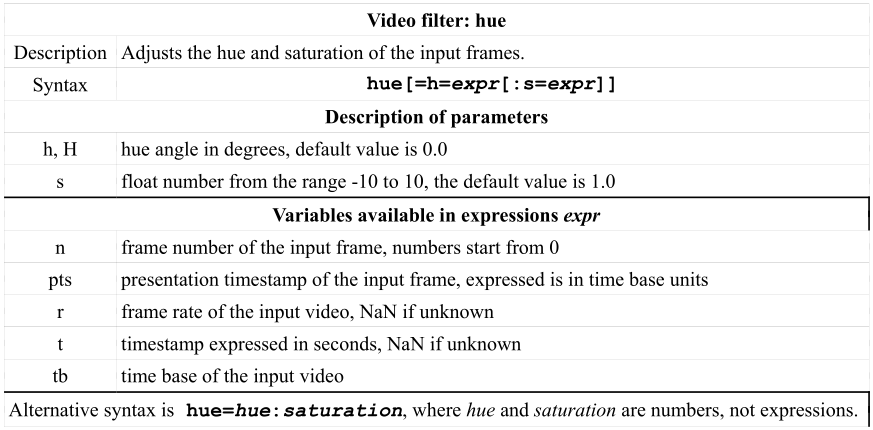 Video filter: hue
Description Adjusts the hue and saturation of the input frames.
Syntax hue[=h=expr[:s=expr]]
Description of parameters
h, H hue angle in degrees, default value is 0.0
s float number from the range -10 to 10, the default value is 1.0
Variables available in expressions expr
n frame number of the input frame, numbers start from 0
pts presentation timestamp of the input frame, expressed is in time base units
r frame rate of the input video, NaN if unknown
t timestamp expressed in seconds, NaN if unknown
tb time base of the input video
Alternative syntax is hue=hue:saturation, where hue and saturation are numbers, not expressions.